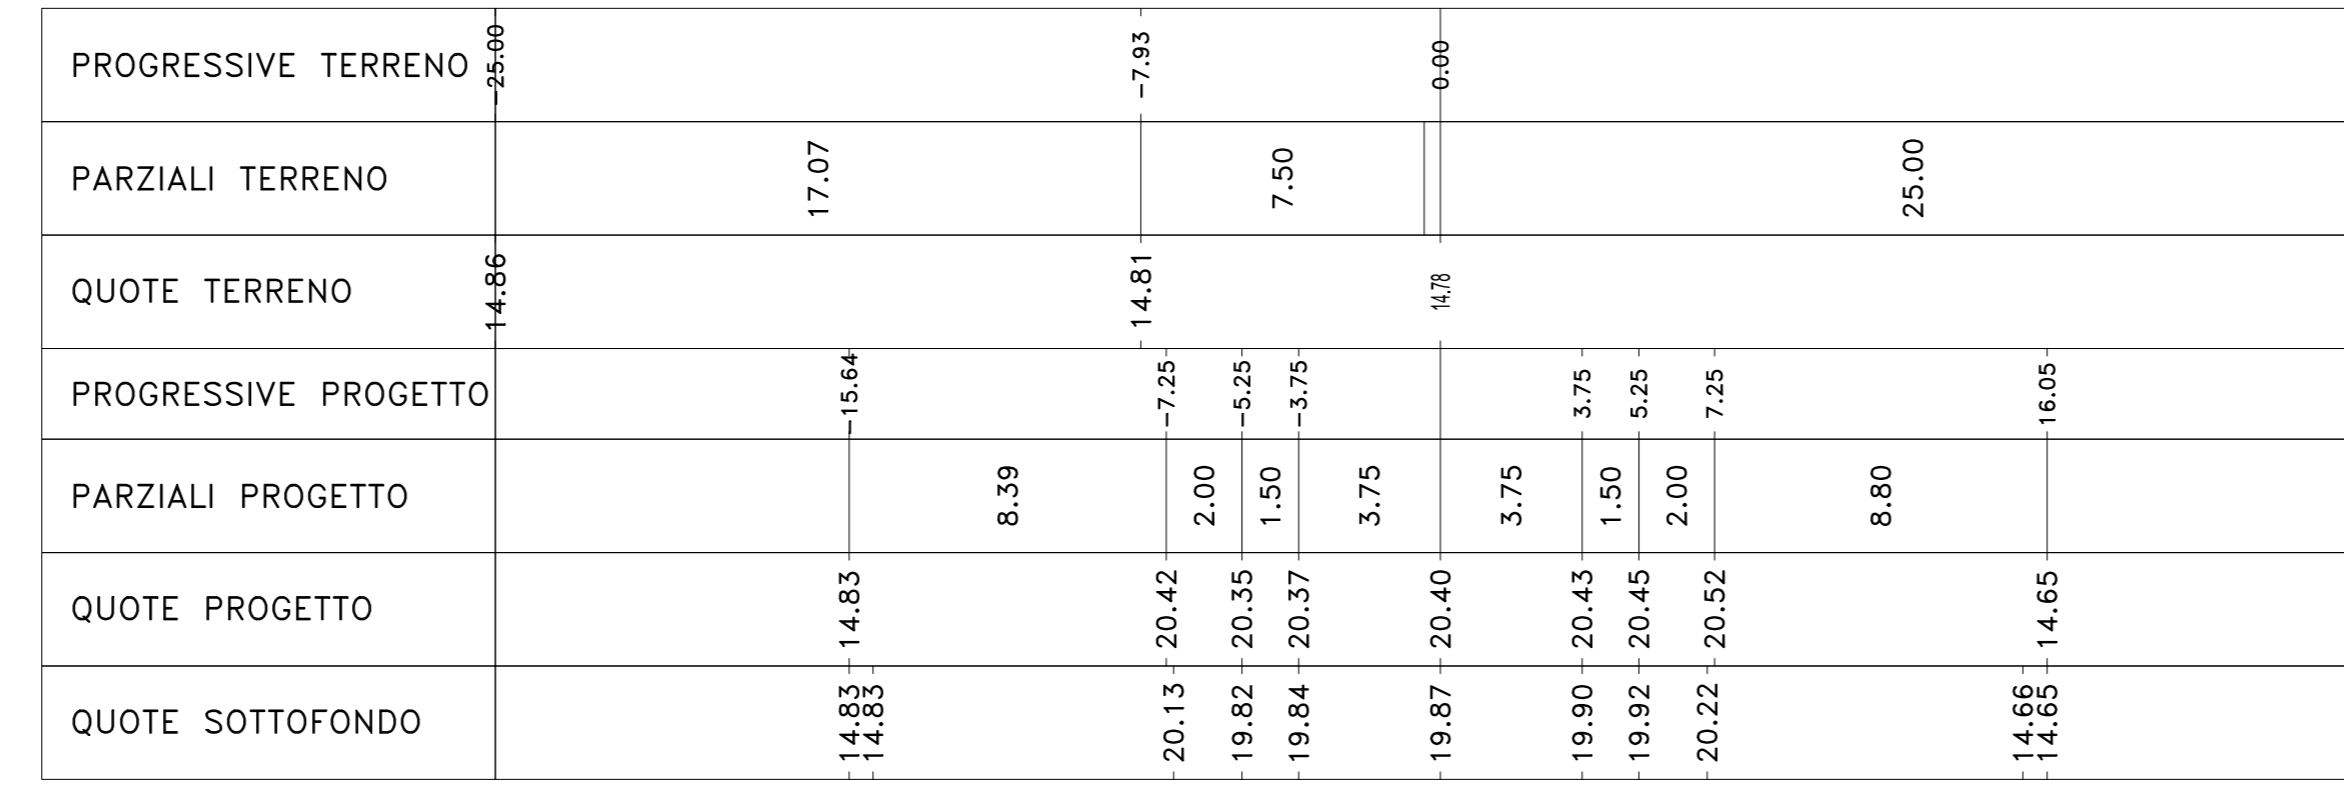 PROGRESSIVE TERRENO -25.00 -7.93 0.00
PARZIALI TERRENO 17.07 7.50 25.00
QUOTE TERRENO 14.86 14.81 14.78
PROGRESSIVE PROGETTO -15.64 -7.25 -5.25 -3.75 3.75 5.25 7.25 16.05
PARZIALI PROGETTO 8.39 2.00 1.50 3.75 3.75 1.50 2.00 8.80
QUOTE PROGETTO 14.83 20.42 20.35 20.37 20.40 20.43 20.45 20.52 14.65
QUOTE SOTTOFONDO 14.83 14.83 20.13 19.82 19.84 19.87 19.90 19.92 20.22 14.66 14.65